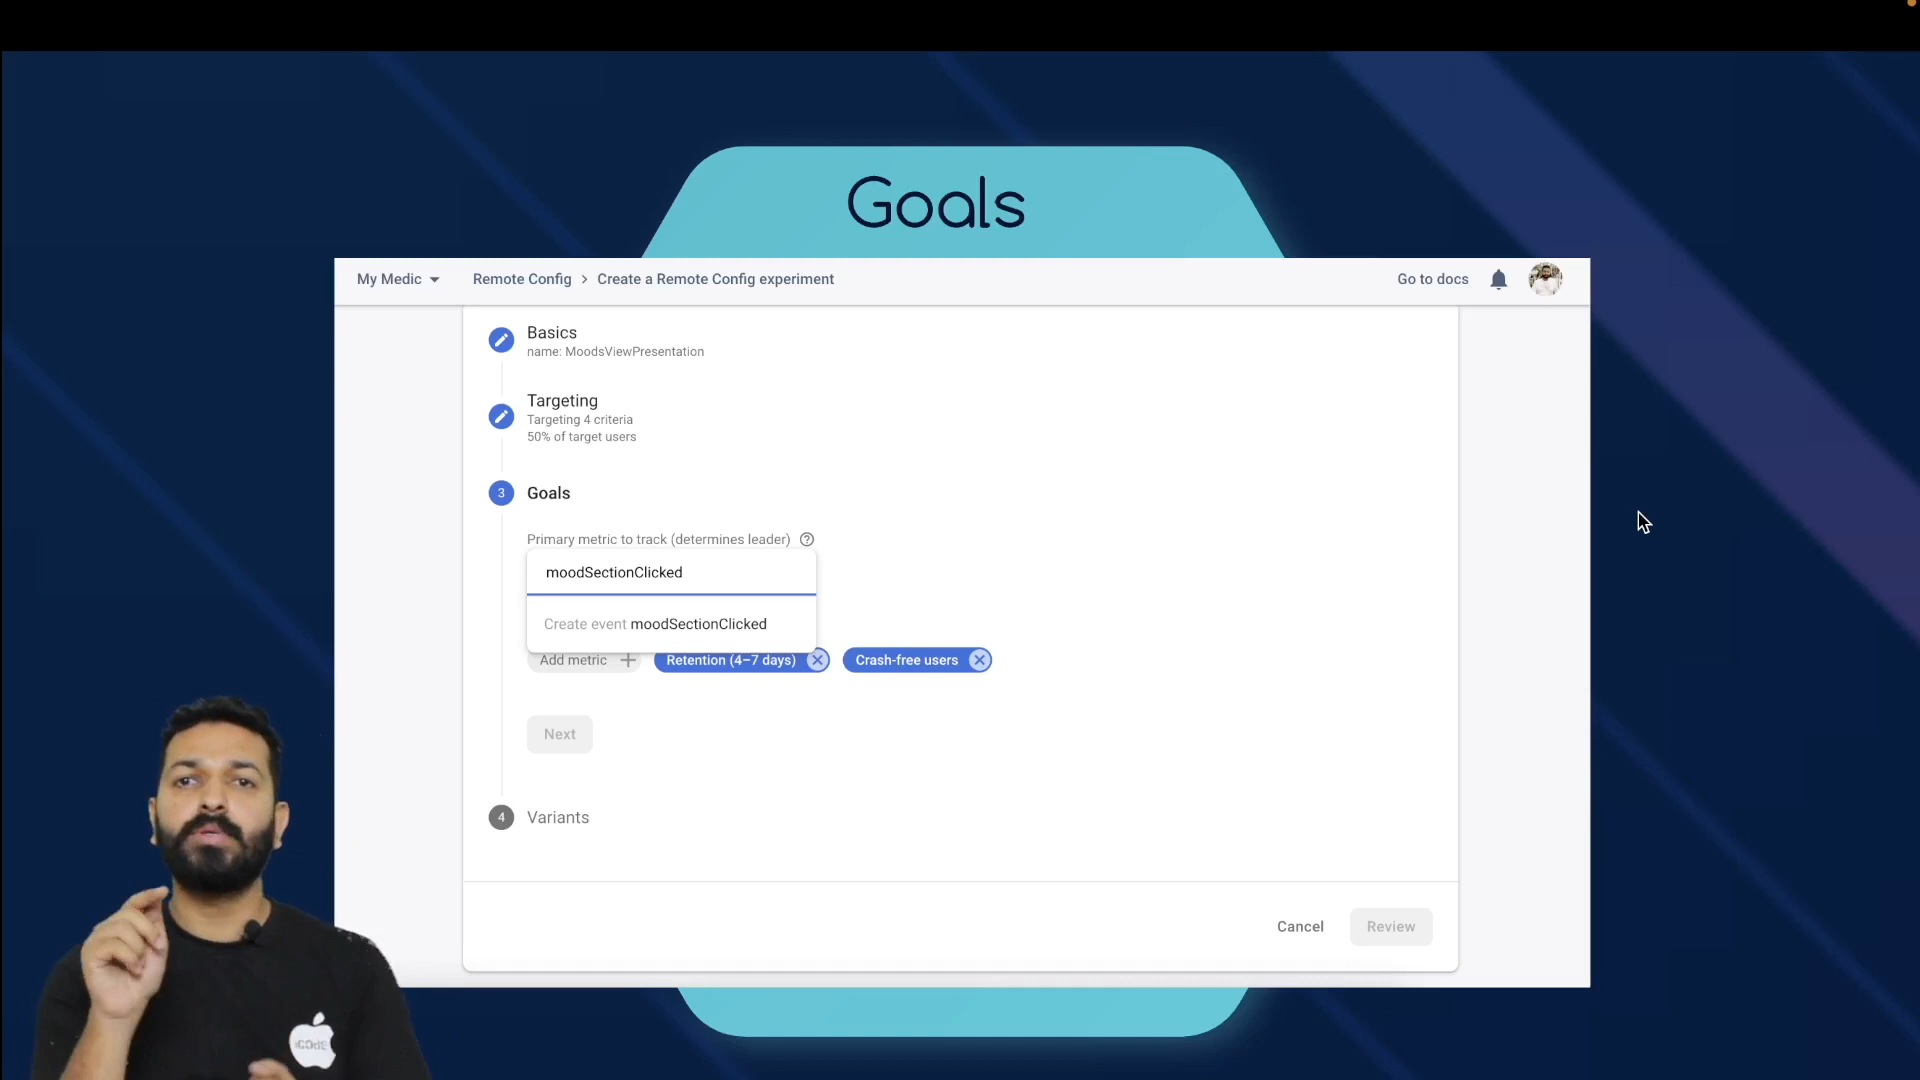 Goals
My Medic Remote Config > Create a Remote Config experiment Go to docs
Basics
name: MoodsViewPresentation
Targeting
Targeting 4 criteria
50% of target users
3 Goals
Primary metric to track (determines leader) ?
moodSectionClicked
Create event moodSectionClicked
Add metric + Retention (4–7 days) Crash-free users
Next
4 Variants
Cancel Review
iCODE